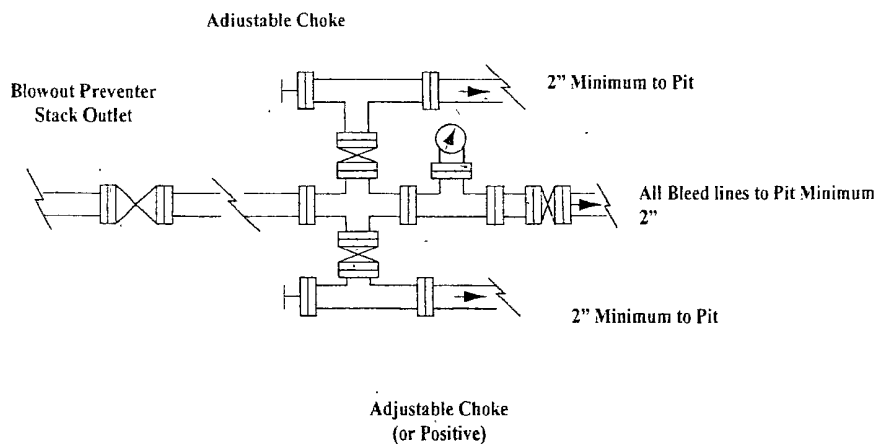 Adiustable Choke
Blowout Preventer
Stack Outlet
2” Minimum to Pit
All Bleed lines to Pit Minimum
2”
2” Minimum to Pit
Adjustable Choke
(or Positive)